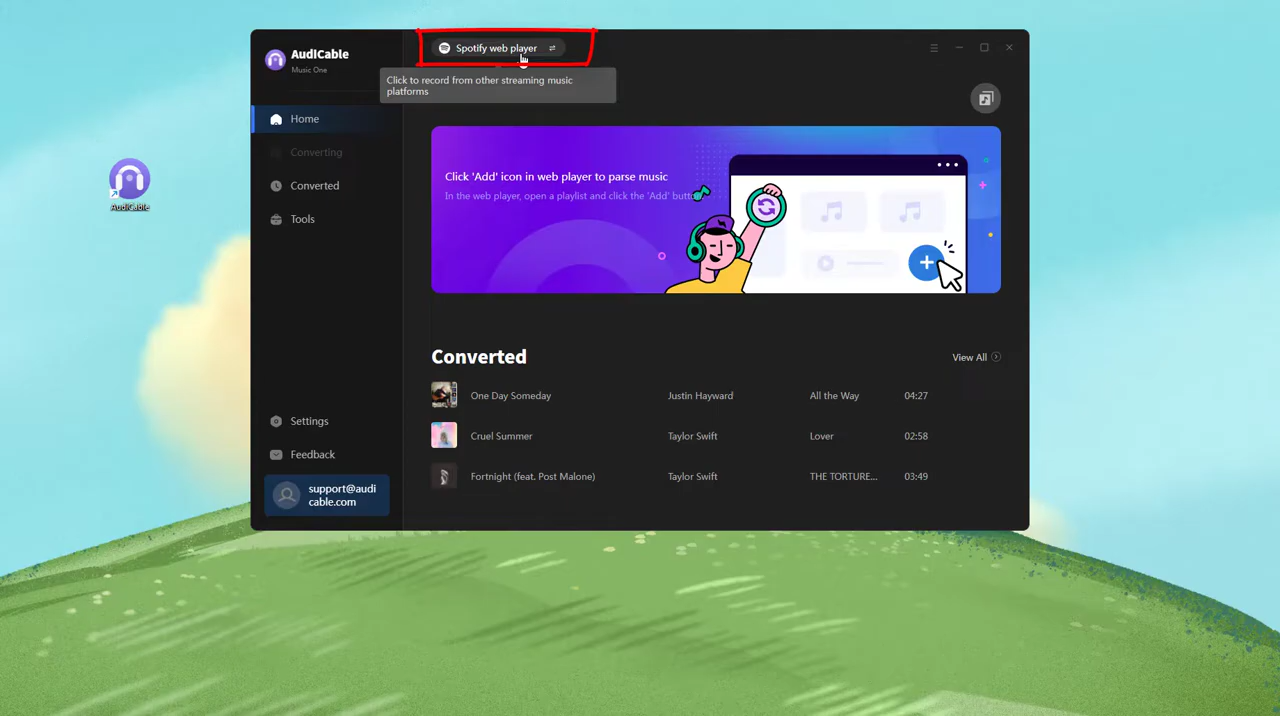 AudiCable
Music One
Spotify web player
Click to record from other streaming music
platforms
Home
Converting
Converted
Tools
Settings
Feedback
support@audi
cable.com
AudiCable
Click 'Add' icon in web player to parse music
In the web player, open a playlist and click the 'Add' button
Converted
View All
One Day Someday Justin Hayward All the Way 04:27
Cruel Summer Taylor Swift Lover 02:58
Fortnight (feat. Post Malone) Taylor Swift THE TORTURE... 03:49